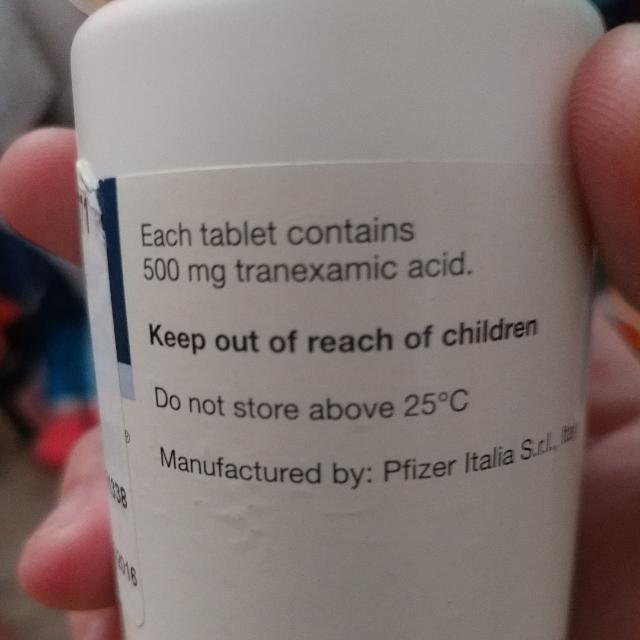 Each tablet contains
500 mg tranexamic acid.
Keep out of reach of children
Do not store above 25°C
Manufactured by: Pfizer Italia S.r.l.,